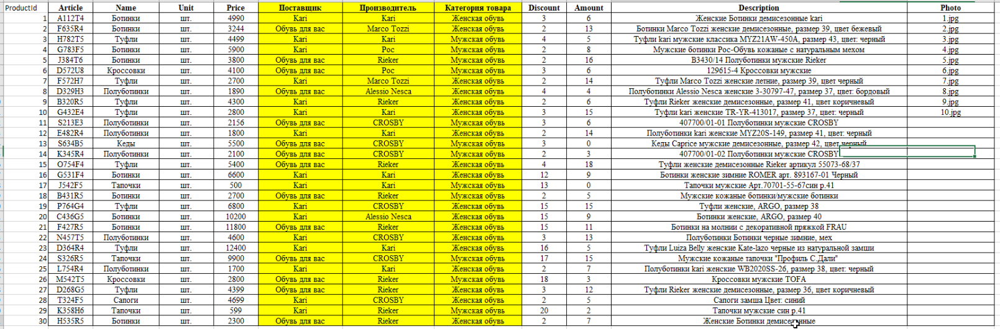 ProductId Article Name Unit Price Поставщик Производитель Категория товара Discount Amount Description Photo
1 A112T4 Ботинки шт. 4990 Kari Kari Женская обувь 3 6 Женские Ботинки демисезонные kari 1.jpg
2 F635R4 Ботинки шт. 3244 Обувь для вас Marco Tozzi Женская обувь 2 13 Ботинки Marco Tozzi женские демисезонные, размер 39, цвет бежевый 2.jpg
3 H782T5 Туфли шт. 4499 Kari Kari Мужская обувь 4 5 Туфли kari мужские классика MYZ21AW-450A, размер 43, цвет: черный 3.jpg
4 G783F5 Ботинки шт. 5900 Kari Рос Мужская обувь 2 8 Мужские ботинки Рос-Обувь кожаные с натуральным мехом 4.jpg
5 J384T6 Ботинки шт. 3800 Обувь для вас Rieker Мужская обувь 2 16 B3430/14 Полуботинки мужские Rieker 5.jpg
6 D572U8 Кроссовки шт. 4100 Обувь для вас Рос Мужская обувь 3 6 129615-4 Кроссовки мужские 6.jpg
7 F572H7 Туфли шт. 2700 Kari Marco Tozzi Женская обувь 2 14 Туфли Marco Tozzi женские летние, размер 39, цвет черный 7.jpg
8 D329H3 Полуботинки шт. 1890 Обувь для вас Alessio Nesca Женская обувь 4 4 Полуботинки Alessio Nesca женские 3-30797-47, размер 37, цвет: бордовый 8.jpg
9 B320R5 Туфли шт. 4300 Kari Rieker Женская обувь 2 6 Туфли Rieker женские демисезонные, размер 41, цвет коричневый 9.jpg
10 G432E4 Туфли шт. 2800 Kari Kari Женская обувь 3 15 Туфли kari женские TR-YR-413017, размер 37, цвет: черный 10.jpg
11 S213E3 Полуботинки шт. 2156 Обувь для вас CROSBY Мужская обувь 3 6 407700/01-01 Полуботинки мужские CROSBY
12 E482R4 Полуботинки шт. 1800 Kari Kari Женская обувь 2 14 Полуботинки kari женские MYZ20S-149, размер 41, цвет: черный
13 S634B5 Кеды шт. 5500 Обувь для вас CROSBY Мужская обувь 3 0 Кеды Caprice мужские демисезонные, размер 42, цвет черный
14 K345R4 Полуботинки шт. 2100 Обувь для вас CROSBY Мужская обувь 2 3 407700/01-02 Полуботинки мужские CROSBY
15 O754F4 Туфли шт. 5400 Обувь для вас Rieker Женская обувь 4 18 Туфли женские демисезонные Rieker артикул 55073-68/37
16 G531F4 Ботинки шт. 6600 Kari Kari Женская обувь 12 9 Ботинки женские зимние ROMER арт. 893167-01 Черный
17 J542F5 Тапочки шт. 500 Kari Kari Мужская обувь 13 0 Тапочки мужские Арт.70701-55-67син р.41
18 B431R5 Ботинки шт. 2700 Обувь для вас Rieker Мужская обувь 2 5 Мужские кожаные ботинки/мужские ботинки
19 P764G4 Туфли шт. 6800 Kari CROSBY Женская обувь 15 15 Туфли женские, ARGO, размер 38
20 C436G5 Ботинки шт. 10200 Kari Alessio Nesca Женская обувь 15 9 Ботинки женские, ARGO, размер 40
21 F427R5 Ботинки шт. 11800 Обувь для вас Rieker Женская обувь 15 11 Ботинки на молнии с декоративной пряжкой FRAU
22 N457T5 Полуботинки шт. 4600 Kari CROSBY Женская обувь 3 13 Полуботинки Ботинки черные зимние, мех
23 D364R4 Туфли шт. 12400 Kari Kari Женская обувь 16 5 Туфли Luiza Belly женские Kate-lazo черные из натуральной замши
24 S326R5 Тапочки шт. 9900 Обувь для вас CROSBY Мужская обувь 17 15 Мужские кожаные тапочки "Профиль С.Дали"
25 L754R4 Полуботинки шт. 1700 Kari Kari Женская обувь 2 7 Полуботинки kari женские WB2020SS-26, размер 38, цвет: черный
26 M542T5 Кроссовки шт. 2800 Обувь для вас Rieker Мужская обувь 18 3 Кроссовки мужские TOFA
27 D268G5 Туфли шт. 4399 Обувь для вас Rieker Женская обувь 3 12 Туфли Rieker женские демисезонные, размер 36, цвет коричневый
28 T324F5 Сапоги шт. 4699 Kari CROSBY Женская обувь 2 5 Сапоги замша Цвет: синий
29 K358H6 Тапочки шт. 599 Kari Rieker Мужская обувь 20 2 Тапочки мужские син р.41
30 H535R5 Ботинки шт. 2300 Обувь для вас Rieker Женская обувь 2 7 Женские Ботинки демисезонные